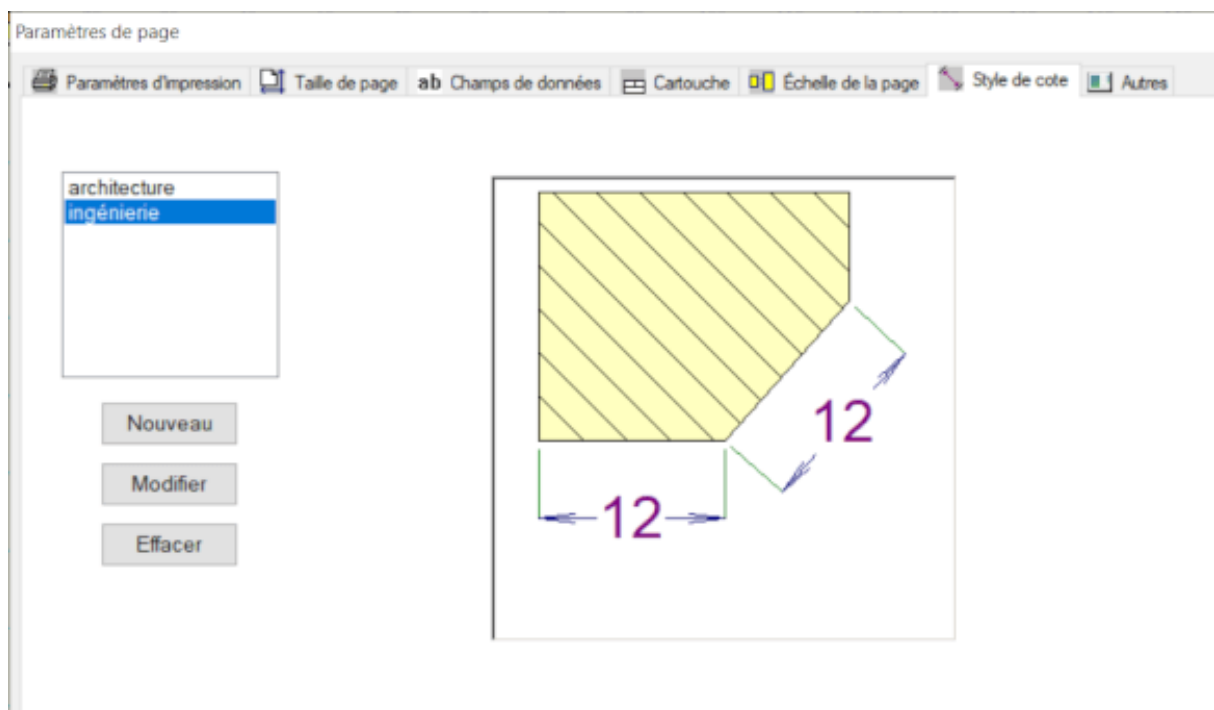 Paramètres de page
Paramètres d'impression Taille de page ab Champs de données Cartouche Échelle de la page Style de cote Autres
architecture
ingénierie
Nouveau
Modifier
Effacer
12
12